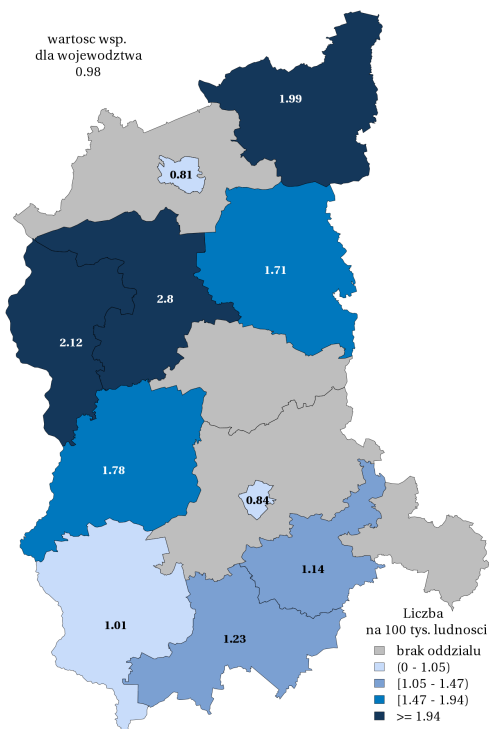 wartosc wsp.
dla wojewodztwa
0.98
1.99
0.81
1.71
2.8
2.12
1.78
0.84
1.14
1.01
1.23
Liczba
na 100 tys. ludnosci
brak oddzialu
(0 - 1.05)
[1.05 - 1.47)
[1.47 - 1.94)
>= 1.94